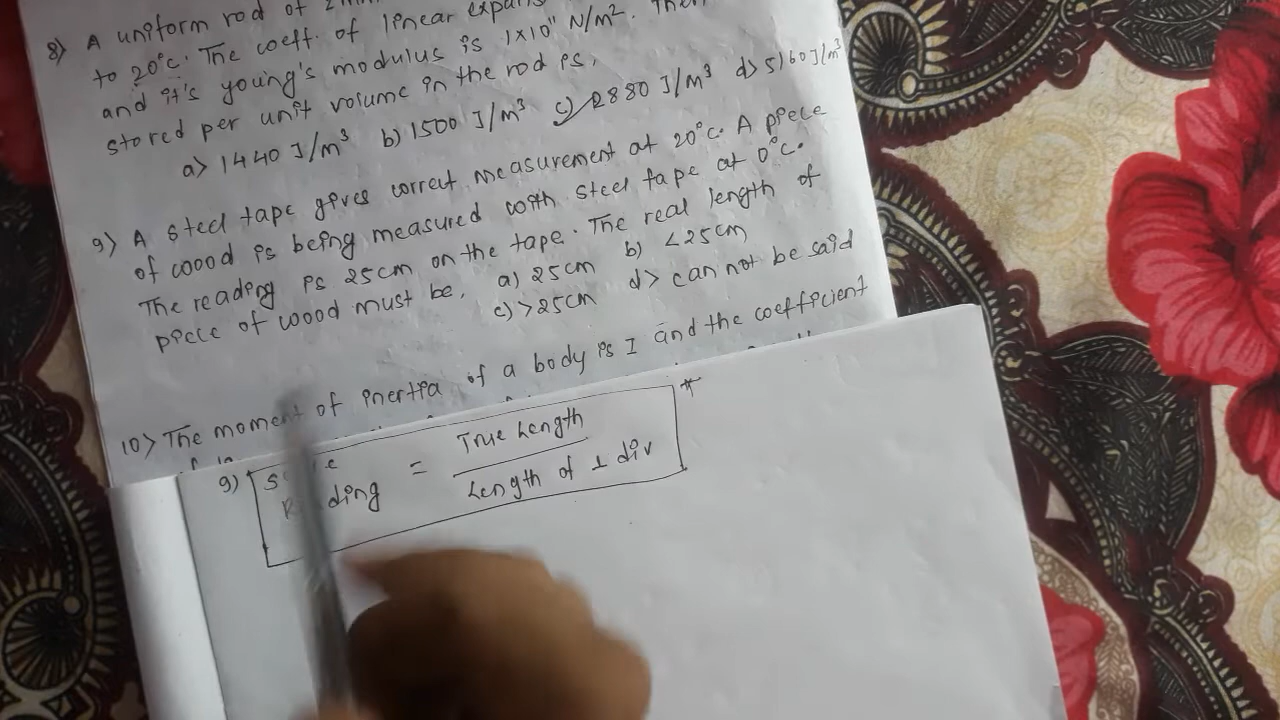 8) A uniform rod of 2
to 20°c. The coeff. of linear expans
and it's young's modulus is 1×10¹¹ N/m². Then
stored per unit volume in the rod is,
a) 1440 J/m³ b) 1500 J/m³ c) 2880 J/m³ d) 5160 J/m³
9) A steel tape gives correct measurement at 20°c. A piece
of wood is being measured with steel tape at 0°c.
The reading is 25cm on the tape. The real length of
piece of wood must be, a) 25cm b) <25cm
c) >25cm d) can not be said
10) The moment of inertia of a body is I and the coefficient
9) ding = True Length / Length of 1 div *